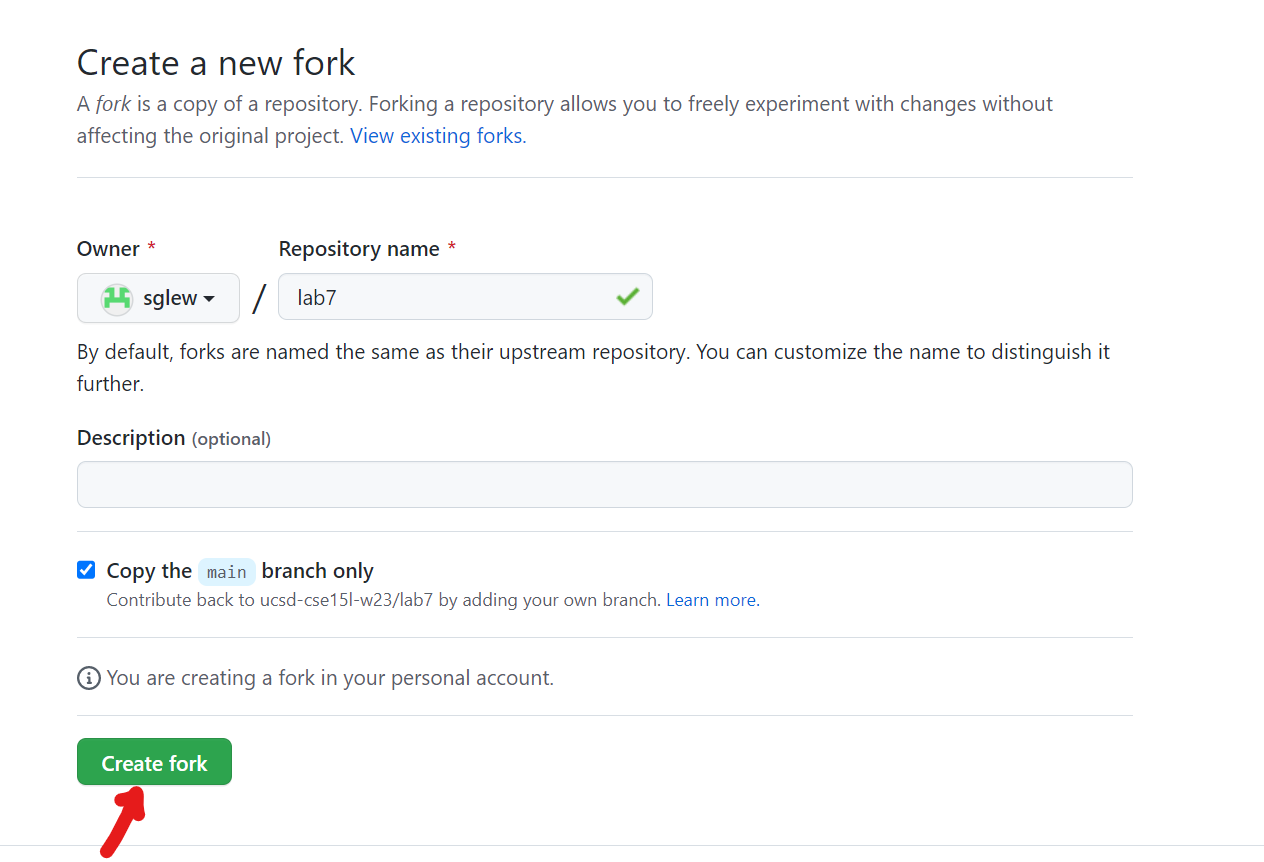 Create a new fork
A fork is a copy of a repository. Forking a repository allows you to freely experiment with changes without
affecting the original project. View existing forks.
Owner *
Repository name *
sglew
/
lab7
By default, forks are named the same as their upstream repository. You can customize the name to distinguish it
further.
Description (optional)
Copy the main branch only
Contribute back to ucsd-cse15l-w23/lab7 by adding your own branch. Learn more.
You are creating a fork in your personal account.
Create fork